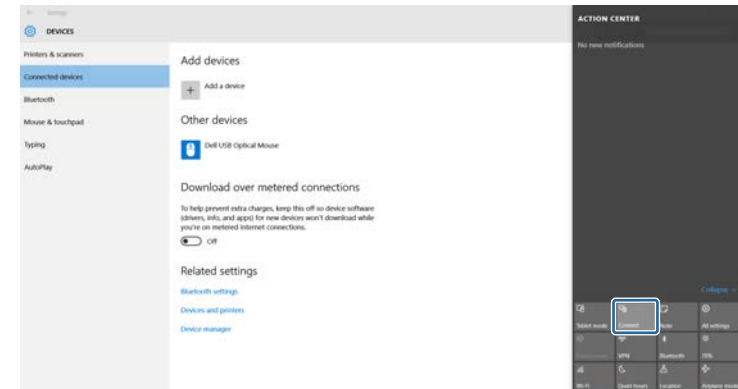 Settings
DEVICES
Printers & scanners
Connected devices
Bluetooth
Mouse & touchpad
Typing
AutoPlay
Add devices
Add a device
Other devices
Dell USB Optical Mouse
Download over metered connections
To help prevent extra charges, keep this off so device software
(drivers, info, and apps) for new devices won't download while
you're on metered Internet connections.
Off
Related settings
Bluetooth settings
Devices and printers
Device manager
ACTION CENTER
No new notifications
Collapse
Tablet mode
Connect
Note
All settings
VPN
Bluetooth
75%
Wi-Fi
Quiet hours
Location
Airplane mode